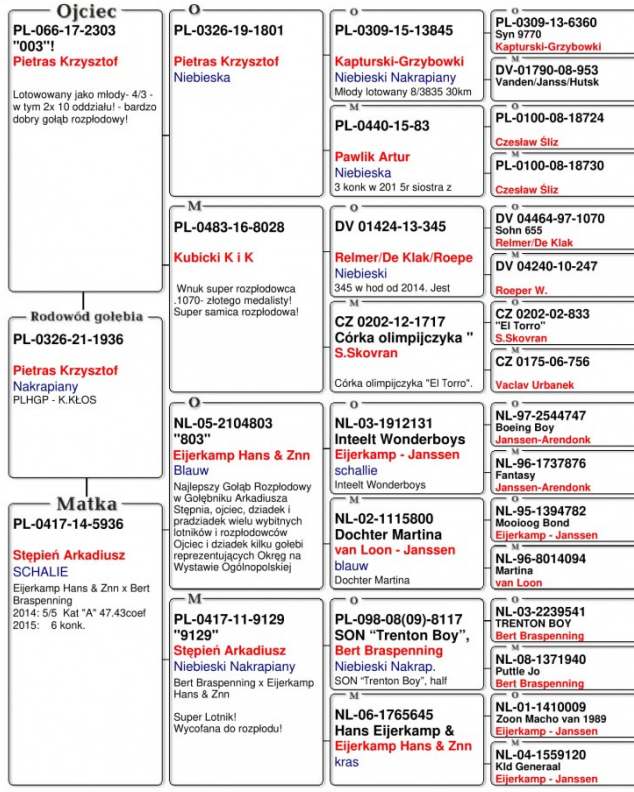 Ojciec
PL-066-17-2303
"003"!
Pietras Krzysztof
Lotowowany jako młody- 4/3 -
w tym 2x 10 oddziału! - bardzo
dobry gołąb rozpłodowy!
Rodowód gołębia
PL-0326-21-1936
Pietras Krzysztof
Nakrapiany
PLHGP - K.KŁOS
Matka
PL-0417-14-5936
Stępień Arkadiusz
SCHALIE
Eijerkamp Hans & Znn x Bert
Braspenning
2014: 5/5 Kat "A" 47.43coef
2015: 6 konk.
O
PL-0326-19-1801
Pietras Krzysztof
Niebieska
M
PL-0483-16-8028
Kubicki K i K
Wnuk super rozpłodowca
.1070- złotego medalisty!
Super samica rozpłodowa!
O
NL-05-2104803
"803"
Eijerkamp Hans & Znn
Blauw
Najlepszy Gołąb Rozpłodowy
w Gołębniku Arkadiusza
Stępnia, ojciec, dziadek i
pradziadek wielu wybitnych
lotników i rozpłodowców
Ojciec i dziadek kilku gołebi
reprezentujących Okręg na
Wystawie Ogólnopolskiej
M
PL-0417-11-9129
"9129"
Stępień Arkadiusz
Niebieski Nakrapiany
Bert Braspenning x Eijerkamp
Hans & Znn
Super Lotnik!
Wycofana do rozpłodu!
O
PL-0309-15-13845
Kapturski-Grzybowki
Niebieski Nakrapiany
Młody lotowany 8/3835 30km
M
PL-0440-15-83
Pawlik Artur
Niebieska
3 konk w 201 5r siostra z
O
DV 01424-13-345
Relmer/De Klak/Roepe
Niebieski
345 w hod od 2014. Jest
M
CZ 0202-12-1717
Córka olimpijczyka "
S.Skovran
Córka olimpijczyka "El Torro".
O
NL-03-1912131
Inteelt Wonderboys
Eijerkamp - Janssen
schallie
Inteelt Wonderboys
M
NL-02-1115800
Dochter Martina
van Loon - Janssen
blauw
Dochter Martina
O
PL-098-08(09)-8117
SON “Trenton Boy”,
Bert Braspenning
Niebieski Nakrap.
SON “Trenton Boy”, half
M
NL-06-1765645
Hans Eijerkamp &
Eijerkamp Hans & Znn
kras
O
PL-0309-13-6360
Syn 9770
Kapturski-Grzybowki
M
DV-01790-08-953
Vanden/Janss/Hutsk
O
PL-0100-08-18724
Czesław Śliz
M
PL-0100-08-18730
Czesław Śliz
O
DV 04464-97-1070
Sohn 655
Relmer/De Klak
M
DV 04240-10-247
Roeper W.
O
CZ 0202-02-833
"El Torro"
S.Skovran
M
CZ 0175-06-756
Vaclav Urbanek
O
NL-97-2544747
Boeing Boy
Janssen-Arendonk
M
NL-96-1737876
Fantasy
Janssen-Arendonk
O
NL-95-1394782
Mooioog Bond
Eijerkamp - Janssen
M
NL-96-8014094
Martina
van Loon
O
NL-03-2239541
TRENTON BOY
Bert Braspenning
M
NL-08-1371940
Puttle Jo
Bert Braspenning
O
NL-01-1410009
Zoon Macho van 1989
Eijerkamp - Janssen
M
NL-04-1559120
Kld Generaal
Eijerkamp - Janssen